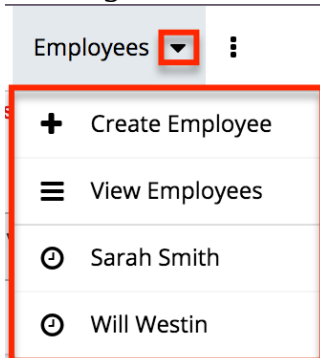 Employees
Create Employee
View Employees
Sarah Smith
Will Westin